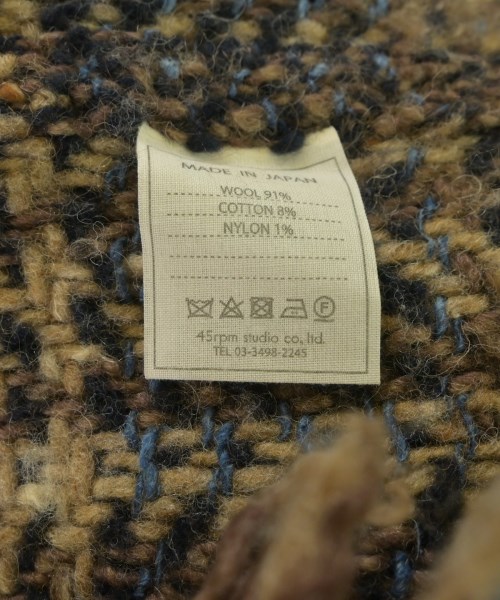 MADE IN JAPAN
WOOL 91%
COTTON 8%
NYLON 1%
F
45rpm studio co., ltd.
TEL 03-3498-2245